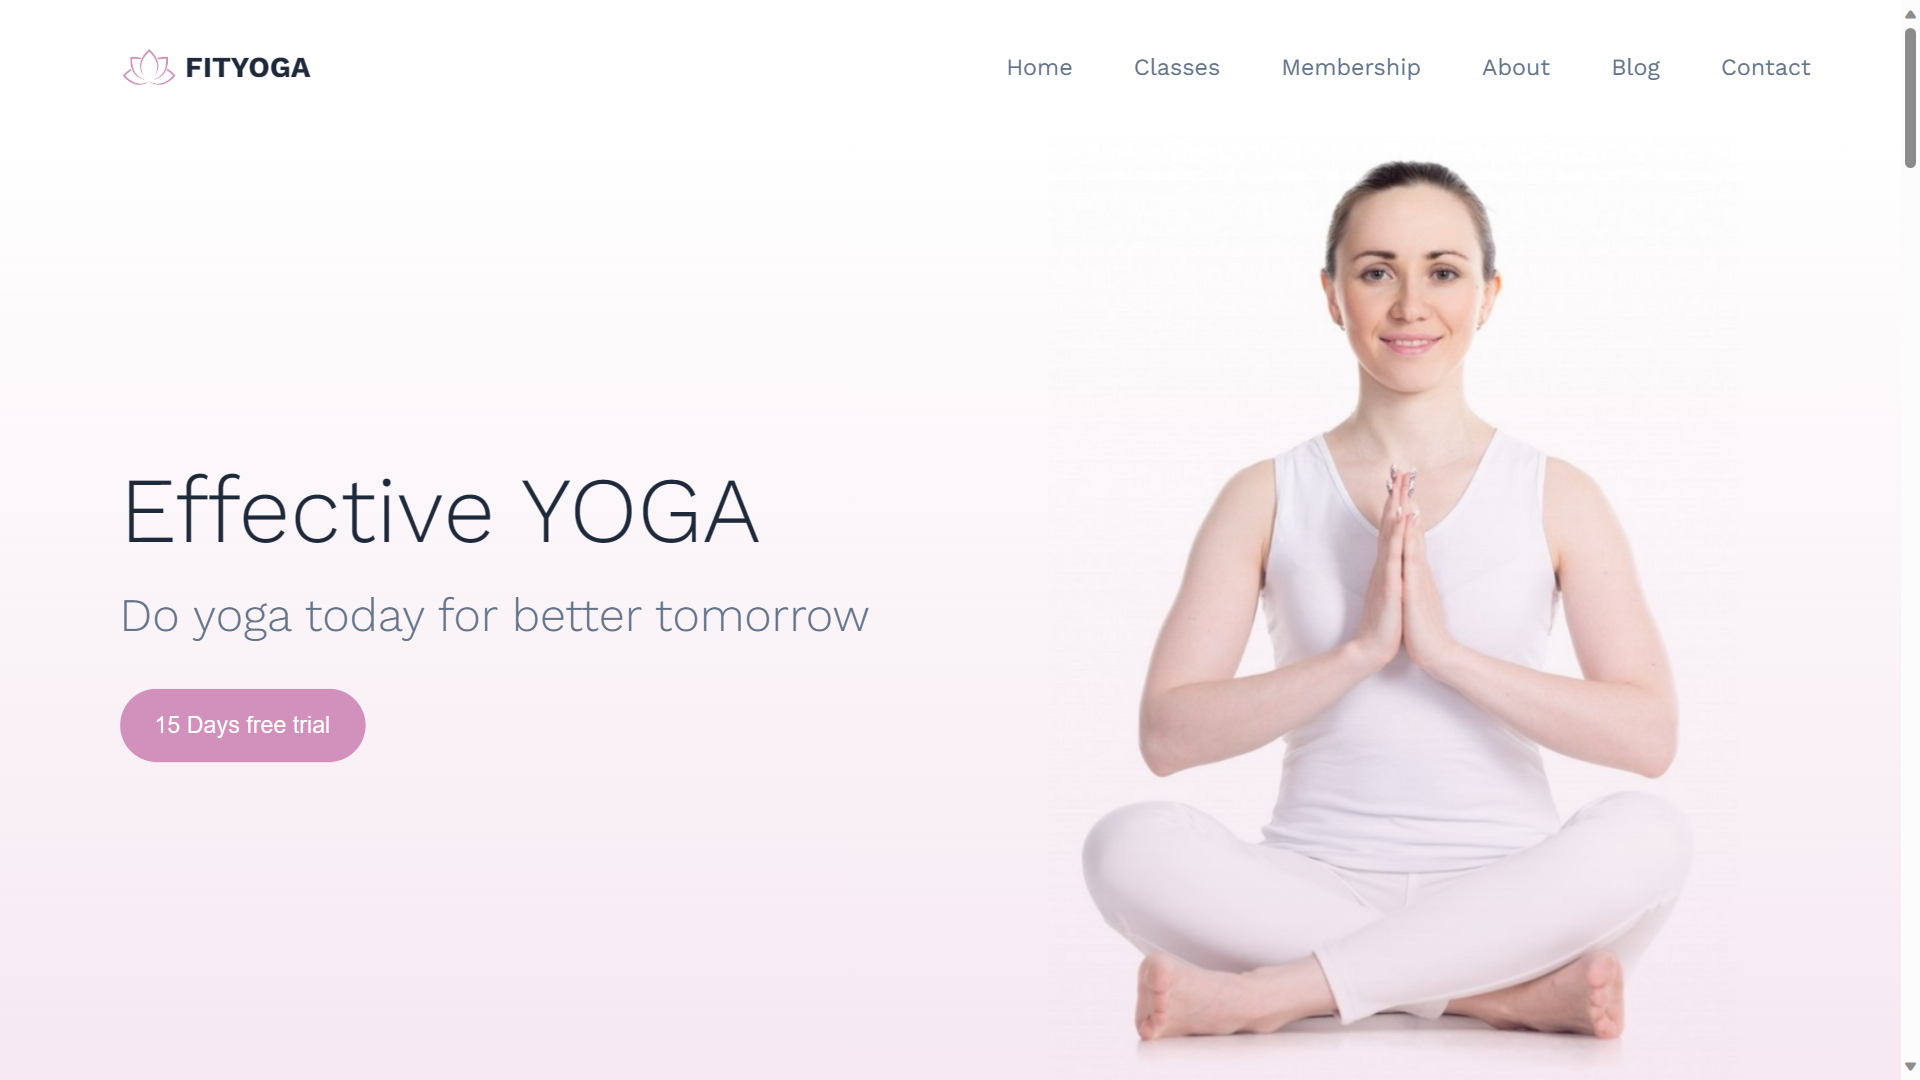 FITYOGA
Home Classes Membership About Blog Contact
Effective YOGA
Do yoga today for better tomorrow
15 Days free trial